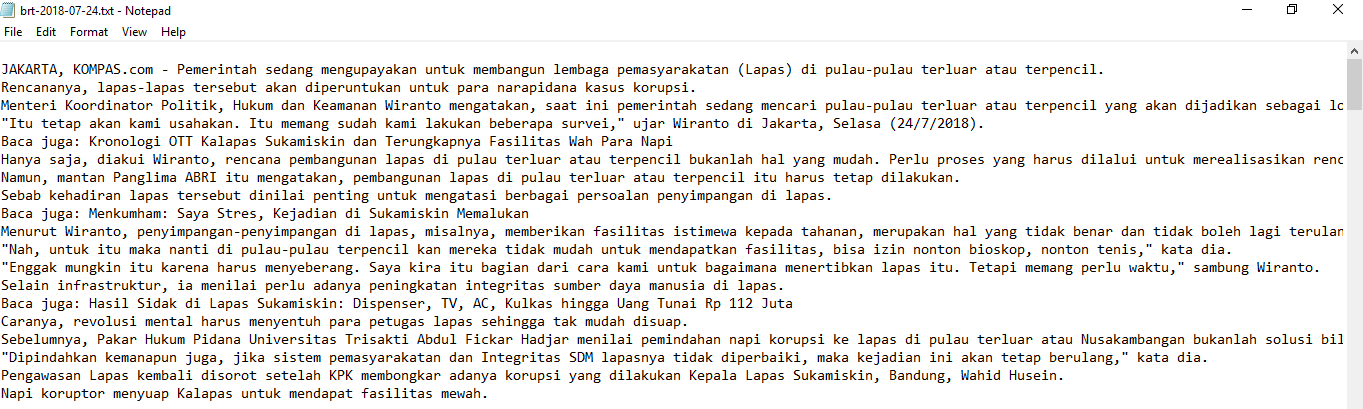 brt-2018-07-24.txt - Notepad
File Edit Format View Help
JAKARTA, KOMPAS.com - Pemerintah sedang mengupayakan untuk membangun lembaga pemasyarakatan (Lapas) di pulau-pulau terluar atau terpencil.
Rencananya, lapas-lapas tersebut akan diperuntukan untuk para narapidana kasus korupsi.
Menteri Koordinator Politik, Hukum dan Keamanan Wiranto mengatakan, saat ini pemerintah sedang mencari pulau-pulau terluar atau terpencil yang akan dijadikan sebagai lo
"Itu tetap akan kami usahakan. Itu memang sudah kami lakukan beberapa survei," ujar Wiranto di Jakarta, Selasa (24/7/2018).
Baca juga: Kronologi OTT Kalapas Sukamiskin dan Terungkapnya Fasilitas Wah Para Napi
Hanya saja, diakui Wiranto, rencana pembangunan lapas di pulau terluar atau terpencil bukanlah hal yang mudah. Perlu proses yang harus dilalui untuk merealisasikan renc
Namun, mantan Panglima ABRI itu mengatakan, pembangunan lapas di pulau terluar atau terpencil itu harus tetap dilakukan.
Sebab kehadiran lapas tersebut dinilai penting untuk mengatasi berbagai persoalan penyimpangan di lapas.
Baca juga: Menkumham: Saya Stres, Kejadian di Sukamiskin Memalukan
Menurut Wiranto, penyimpangan-penyimpangan di lapas, misalnya, memberikan fasilitas istimewa kepada tahanan, merupakan hal yang tidak benar dan tidak boleh lagi terulan
"Nah, untuk itu maka nanti di pulau-pulau terpencil kan mereka tidak mudah untuk mendapatkan fasilitas, bisa izin nonton bioskop, nonton tenis," kata dia.
"Enggak mungkin itu karena harus menyeberang. Saya kira itu bagian dari cara kami untuk bagaimana menertibkan lapas itu. Tetapi memang perlu waktu," sambung Wiranto.
Selain infrastruktur, ia menilai perlu adanya peningkatan integritas sumber daya manusia di lapas.
Baca juga: Hasil Sidak di Lapas Sukamiskin: Dispenser, TV, AC, Kulkas hingga Uang Tunai Rp 112 Juta
Caranya, revolusi mental harus menyentuh para petugas lapas sehingga tak mudah disuap.
Sebelumnya, Pakar Hukum Pidana Universitas Trisakti Abdul Fickar Hadjar menilai pemindahan napi korupsi ke lapas di pulau terluar atau Nusakambangan bukanlah solusi bil
"Dipindahkan kemanapun juga, jika sistem pemasyarakatan dan Integritas SDM lapasnya tidak diperbaiki, maka kejadian ini akan tetap berulang," kata dia.
Pengawasan Lapas kembali disorot setelah KPK membongkar adanya korupsi yang dilakukan Kepala Lapas Sukamiskin, Bandung, Wahid Husein.
Napi koruptor menyuap Kalapas untuk mendapat fasilitas mewah.